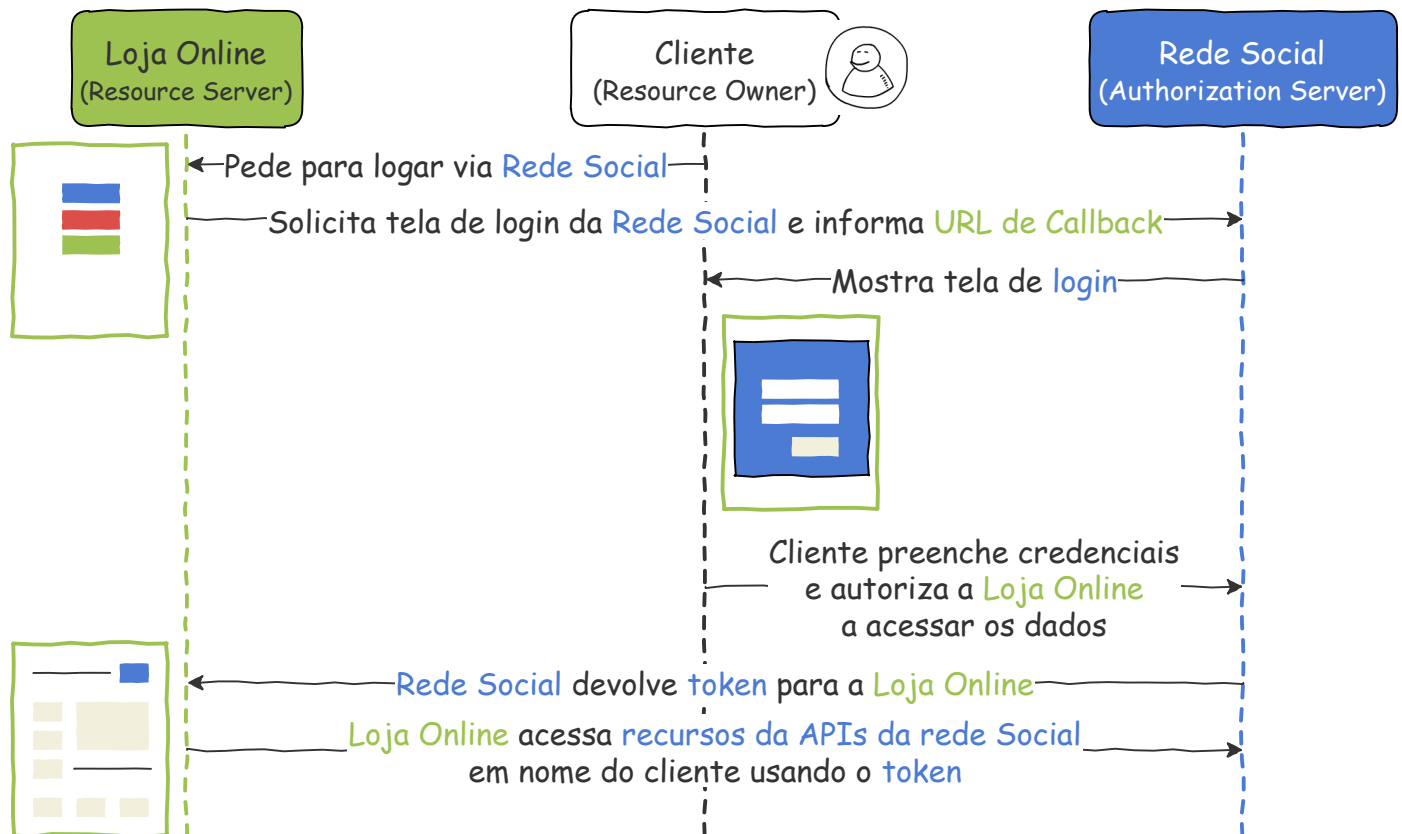 Loja Online
(Resource Server)
Cliente
(Resource Owner)
Rede Social
(Authorization Server)
Pede para logar via Rede Social
Solicita tela de login da Rede Social e informa URL de Callback
Mostra tela de login
Cliente preenche credenciais
e autoriza a Loja Online
a acessar os dados
Rede Social devolve token para a Loja Online
Loja Online acessa recursos da APIs da rede Social
em nome do cliente usando o token